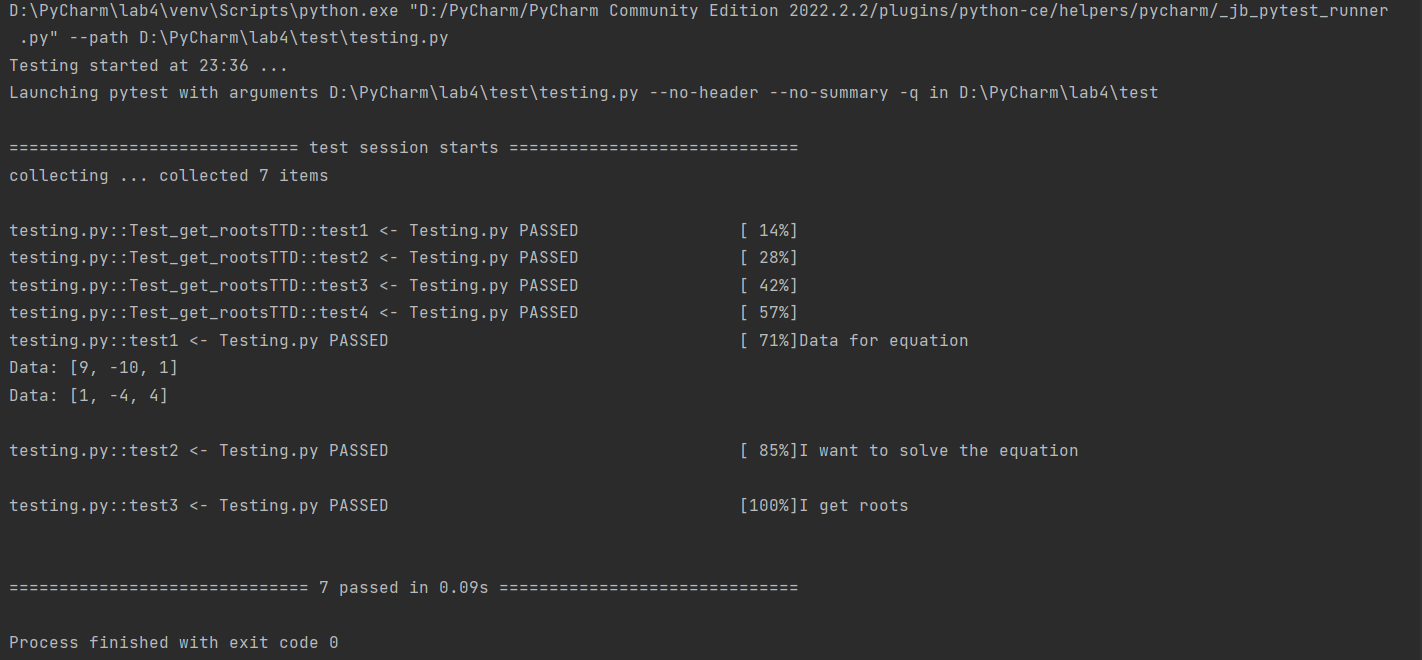 D:\PyCharm\lab4\venv\Scripts\python.exe "D:/PyCharm/PyCharm Community Edition 2022.2.2/plugins/python-ce/helpers/pycharm/_jb_pytest_runner
.py" --path D:\PyCharm\lab4\test\testing.py
Testing started at 23:36 ...
Launching pytest with arguments D:\PyCharm\lab4\test\testing.py --no-header --no-summary -q in D:\PyCharm\lab4\test
============================= test session starts =============================
collecting ... collected 7 items
testing.py::Test_get_rootsTTD::test1 <- Testing.py PASSED                [ 14%]
testing.py::Test_get_rootsTTD::test2 <- Testing.py PASSED                [ 28%]
testing.py::Test_get_rootsTTD::test3 <- Testing.py PASSED                [ 42%]
testing.py::Test_get_rootsTTD::test4 <- Testing.py PASSED                [ 57%]
testing.py::test1 <- Testing.py PASSED                                   [ 71%]Data for equation
Data: [9, -10, 1]
Data: [1, -4, 4]
testing.py::test2 <- Testing.py PASSED                                   [ 85%]I want to solve the equation
testing.py::test3 <- Testing.py PASSED                                   [100%]I get roots
============================== 7 passed in 0.09s ==============================
Process finished with exit code 0